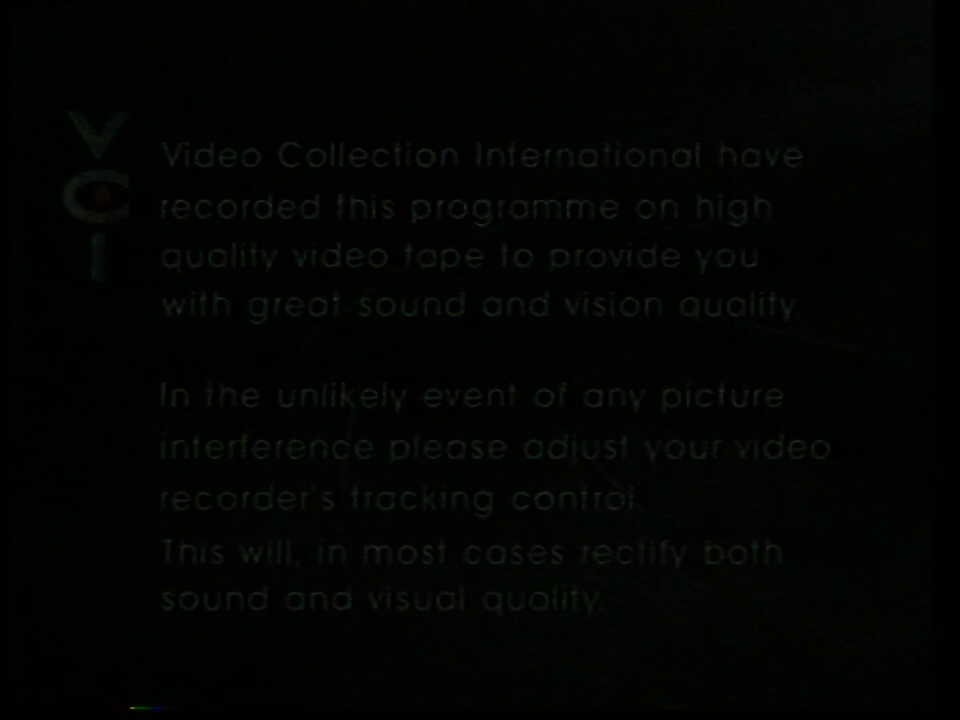 VCI
Video Collection International have
recorded this programme on high
quality video tape to provide you
with great sound and vision quality.
In the unlikely event of any picture
interference please adjust your video
recorder's tracking control.
This will, in most cases rectify both
sound and visual quality.